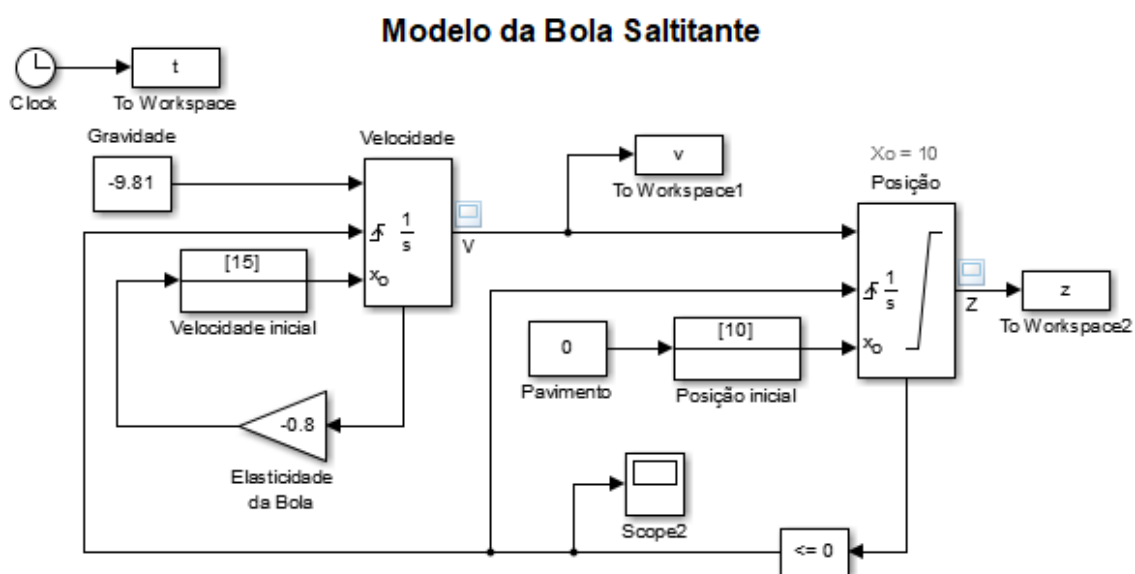 Modelo da Bola Saltitante
t
Clock
To Workspace
Gravidade
-9.81
Velocidade
1
s
xo
V
v
To Workspace1
Xo = 10
Posição
1
s
xo
Z
z
To Workspace2
[15]
Velocidade inicial
0
Pavimento
[10]
Posição inicial
-0.8
Elasticidade
da Bola
Scope2
<= 0